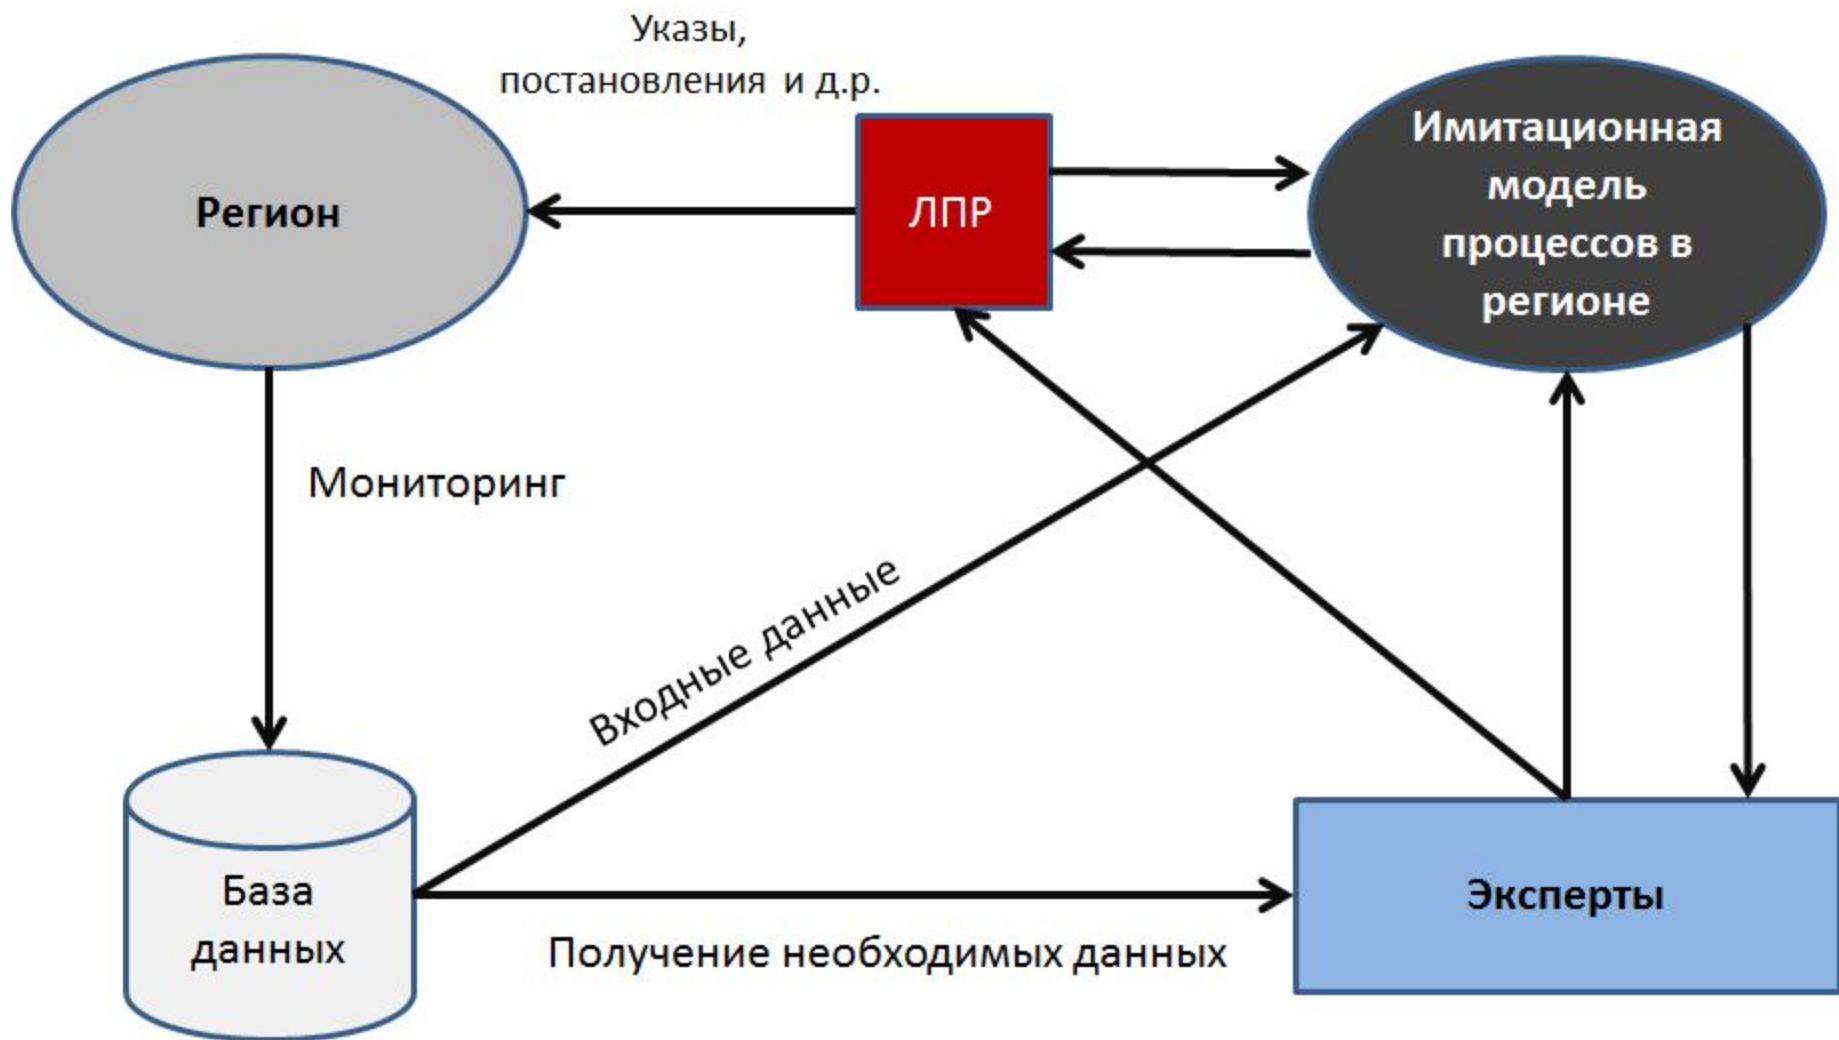 Указы,
постановления и д.р.
Регион
ЛПР
Имитационная
модель
процессов в
регионе
Мониторинг
Входные данные
База
данных
Получение необходимых данных
Эксперты